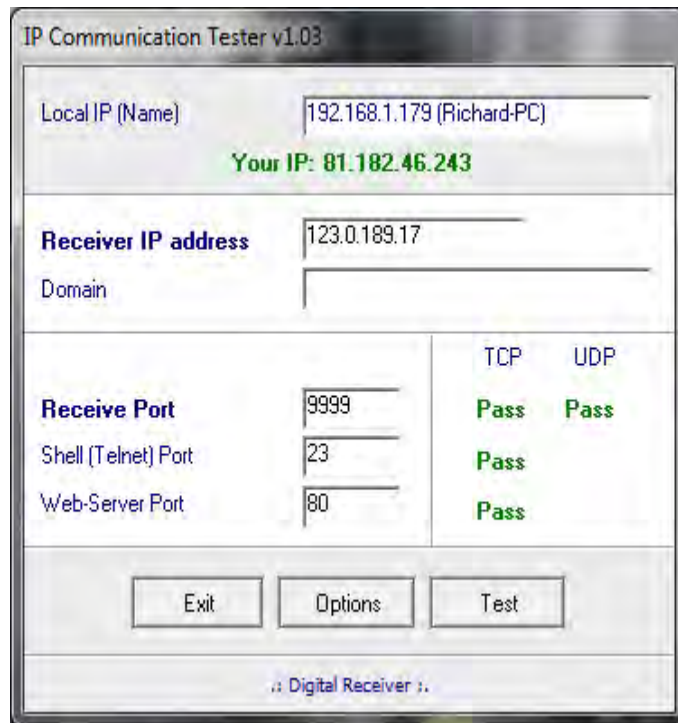 IP Communication Tester v1.03
Local IP (Name) 192.168.1.179 (Richard-PC)
Your IP: 81.182.46.243
Receiver IP address 123.0.189.17
Domain
TCP UDP
Receive Port 9999 Pass Pass
Shell (Telnet) Port 23 Pass
Web-Server Port 80 Pass
Exit Options Test
.: Digital Receiver :.